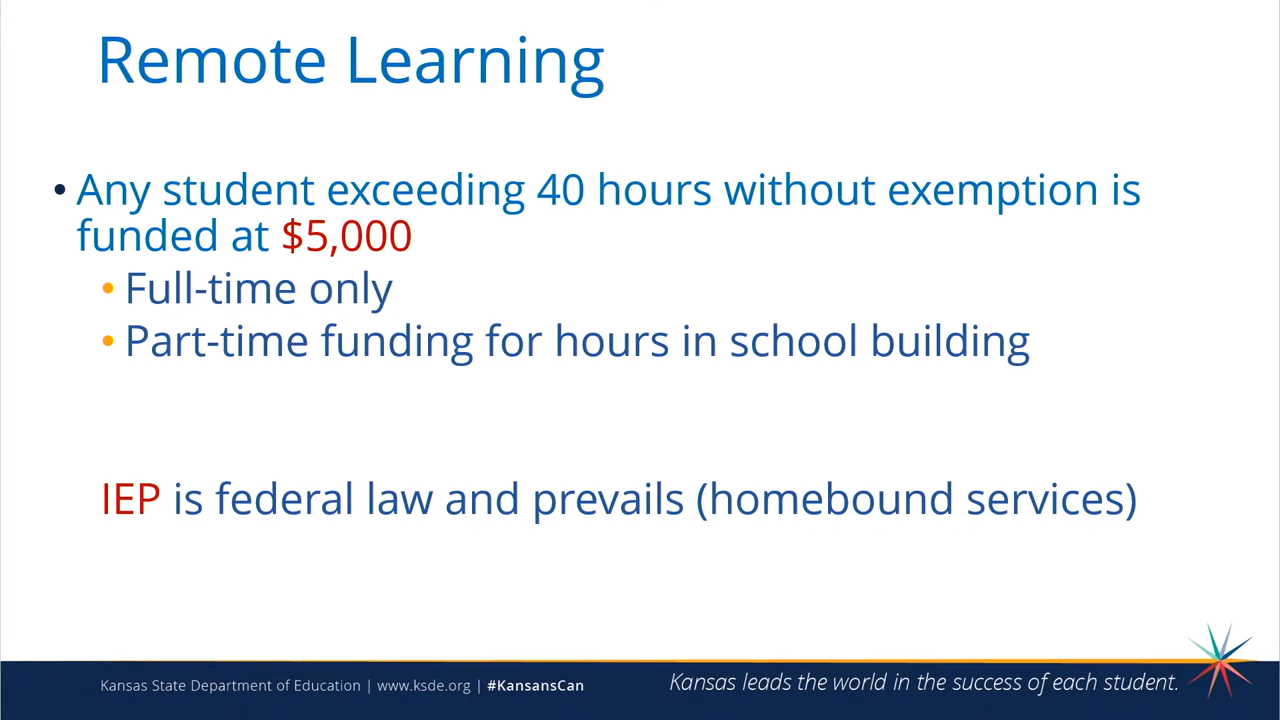 Remote Learning
• Any student exceeding 40 hours without exemption is
funded at $5,000
• Full-time only
• Part-time funding for hours in school building
IEP is federal law and prevails (homebound services)
Kansas State Department of Education | www.ksde.org | #KansansCan
Kansas leads the world in the success of each student.